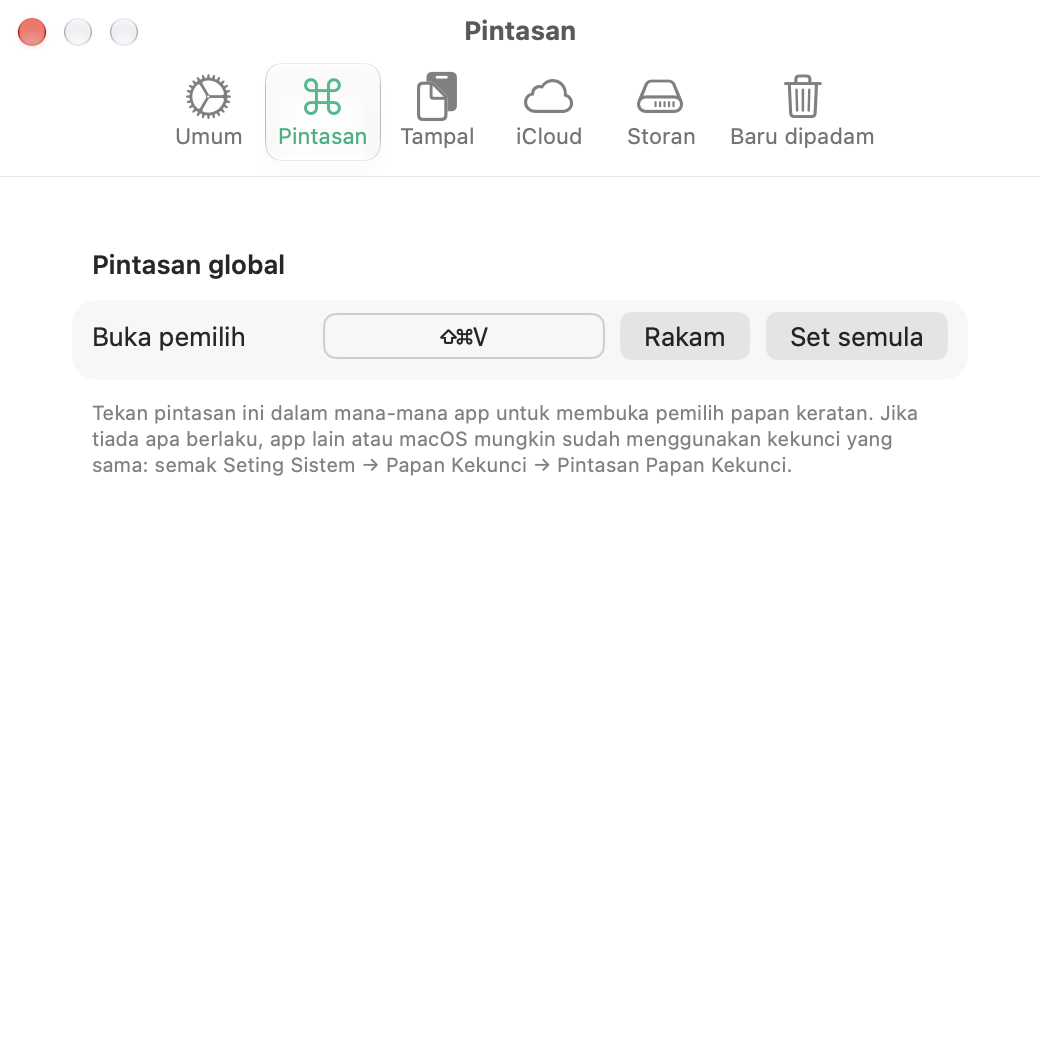 Pintasan
Umum
Pintasan
Tampal
iCloud
Storan
Baru dipadam
Pintasan global
Buka pemilih
⇧⌘V
Rakam
Set semula
Tekan pintasan ini dalam mana-mana app untuk membuka pemilih papan keratan. Jika
tiada apa berlaku, app lain atau macOS mungkin sudah menggunakan kekunci yang
sama: semak Seting Sistem → Papan Kekunci → Pintasan Papan Kekunci.